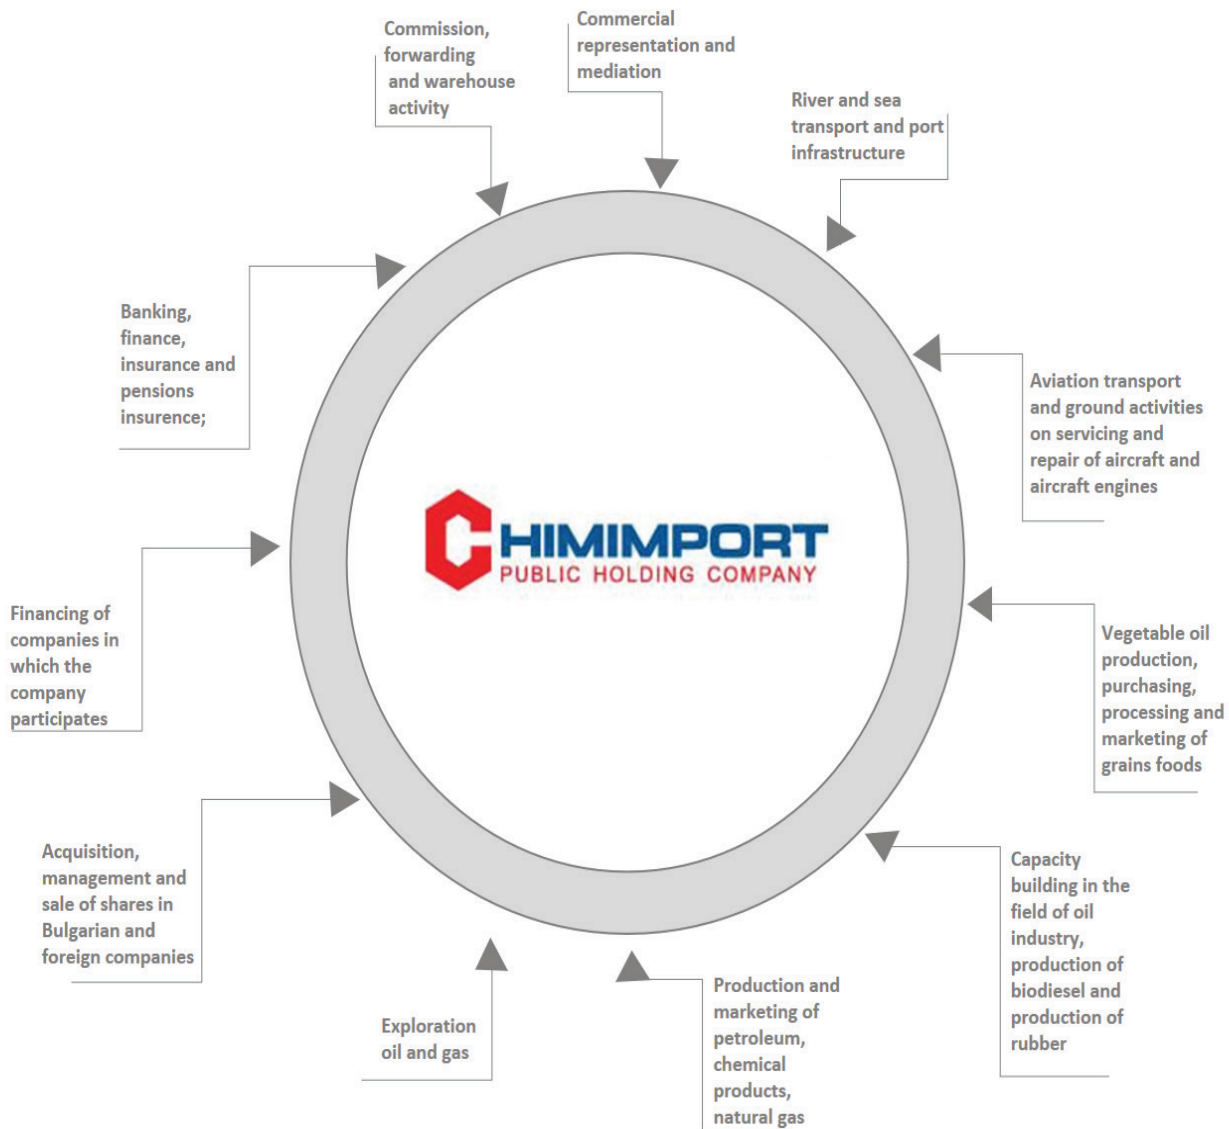 Commission,
forwarding
and warehouse
activity
Commercial
representation and
mediation
River and sea
transport and port
infrastructure
Banking,
finance,
insurance and
pensions
insurence;
Aviation transport
and ground activities
on servicing and
repair of aircraft and
aircraft engines
CHIMIMPORT
PUBLIC HOLDING COMPANY
Financing of
companies in
which the
company
participates
Vegetable oil
production,
purchasing,
processing and
marketing of
grains foods
Acquisition,
management and
sale of shares in
Bulgarian and
foreign companies
Capacity
building in the
field of oil
industry,
production of
biodiesel and
production of
rubber
Exploration
oil and gas
Production and
marketing of
petroleum,
chemical
products,
natural gas